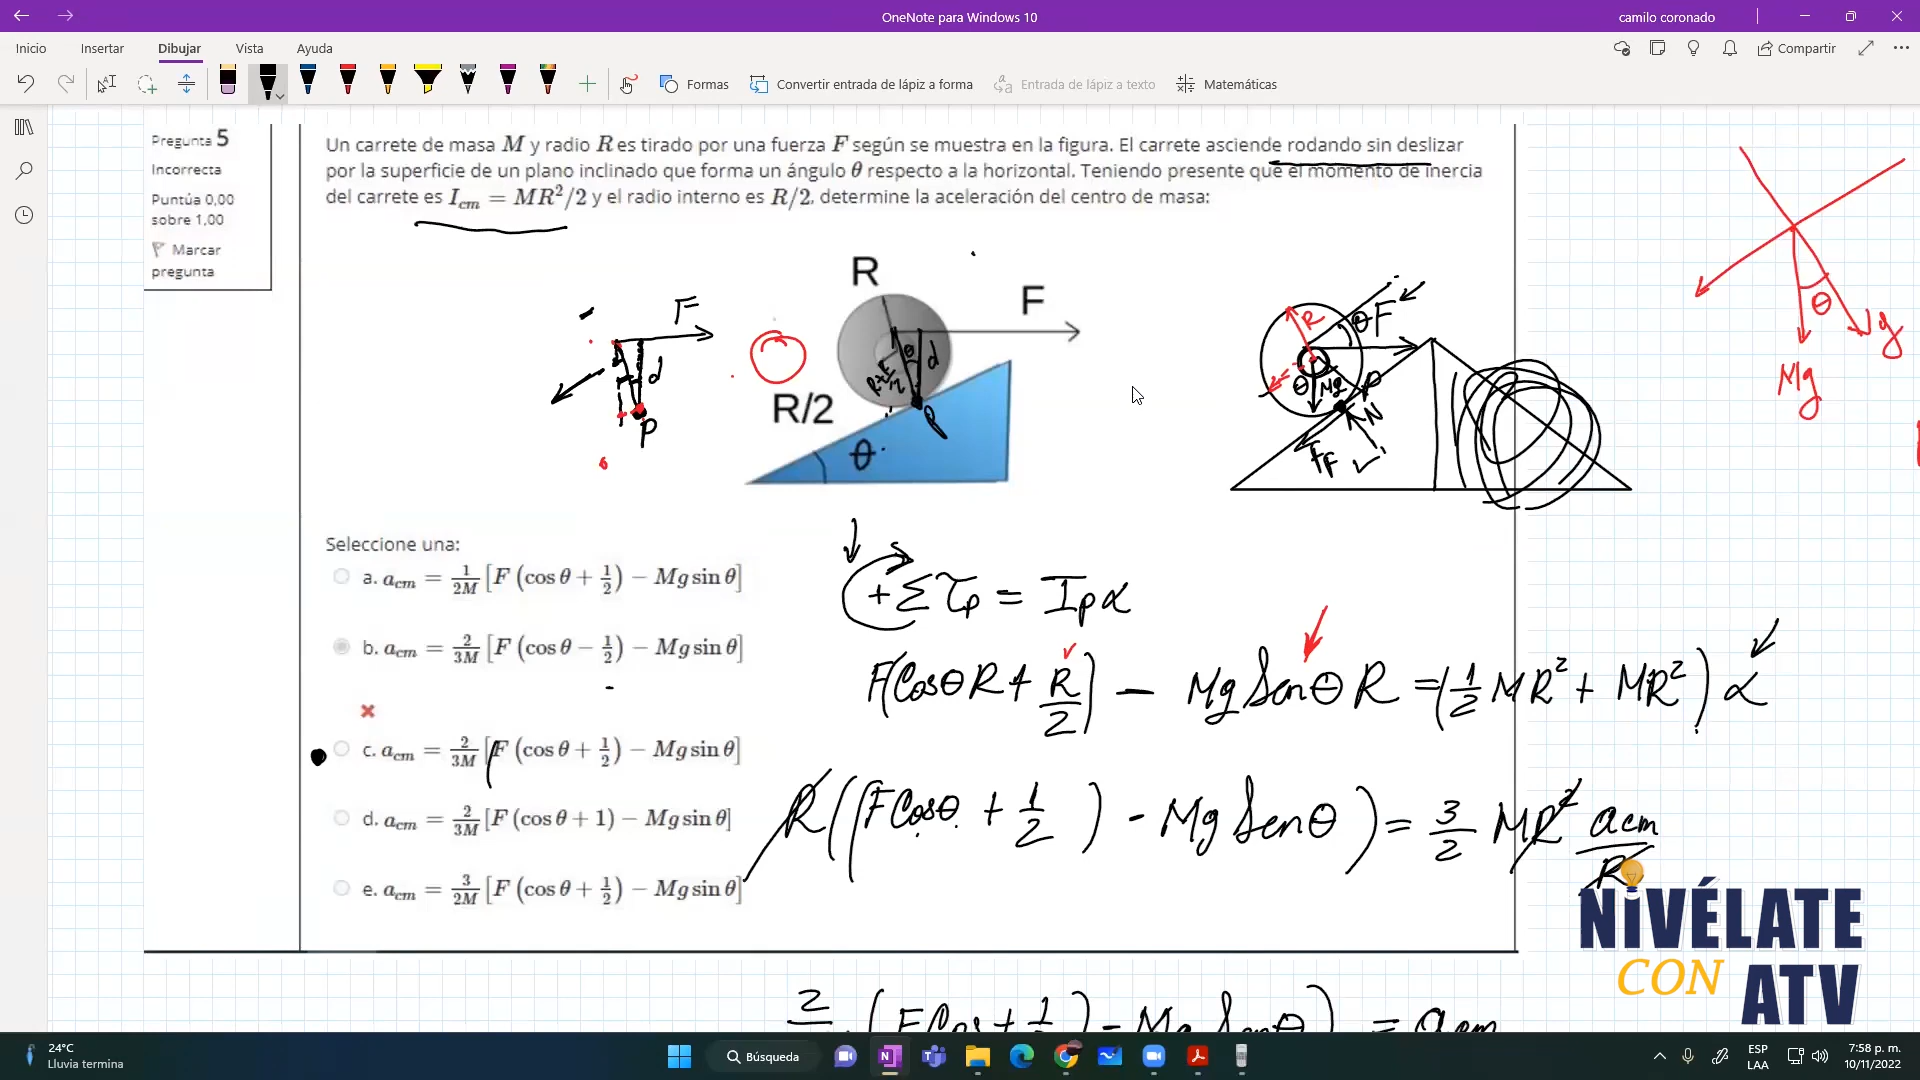 OneNote para Windows 10
camilo coronado
Inicio Insertar Dibujar Vista Ayuda
Compartir
Formas
Convertir entrada de lápiz a forma
Entrada de lápiz a texto
Matemáticas
Pregunta 5
Incorrecta
Puntúa 0,00
sobre 1,00
Marcar
pregunta
Un carrete de masa M y radio R es tirado por una fuerza F según se muestra en la figura. El carrete asciende rodando sin deslizar
por la superficie de un plano inclinado que forma un ángulo θ respecto a la horizontal. Teniendo presente que el momento de inercia
del carrete es I_cm = MR²/2 y el radio interno es R/2, determine la aceleración del centro de masa:
R
F
R/2
θ
θ
d
P
F
d
P
R
θ F
θ Mg P
N
FF
θ
Mg
Seleccione una:
a. a_cm = 1/2M [F (cos θ + 1/2) − Mg sin θ]
b. a_cm = 2/3M [F (cos θ − 1/2) − Mg sin θ]
c. a_cm = 2/3M [F (cos θ + 1/2) − Mg sin θ]
d. a_cm = 2/3M [F (cos θ + 1) − Mg sin θ]
e. a_cm = 3/2M [F (cos θ + 1/2) − Mg sin θ]
+ Σ τp = Ip α
F(Cosθ R + R/2) − Mg Senθ R = (1/2 MR² + MR²) α
R((FCosθ + 1/2) - Mg Senθ) = 3/2 MR² acm/R
NIVÉLATE
CON
ATV
24°C
Lluvia termina
Búsqueda
ESP
LAA
7:58 p. m.
10/11/2022